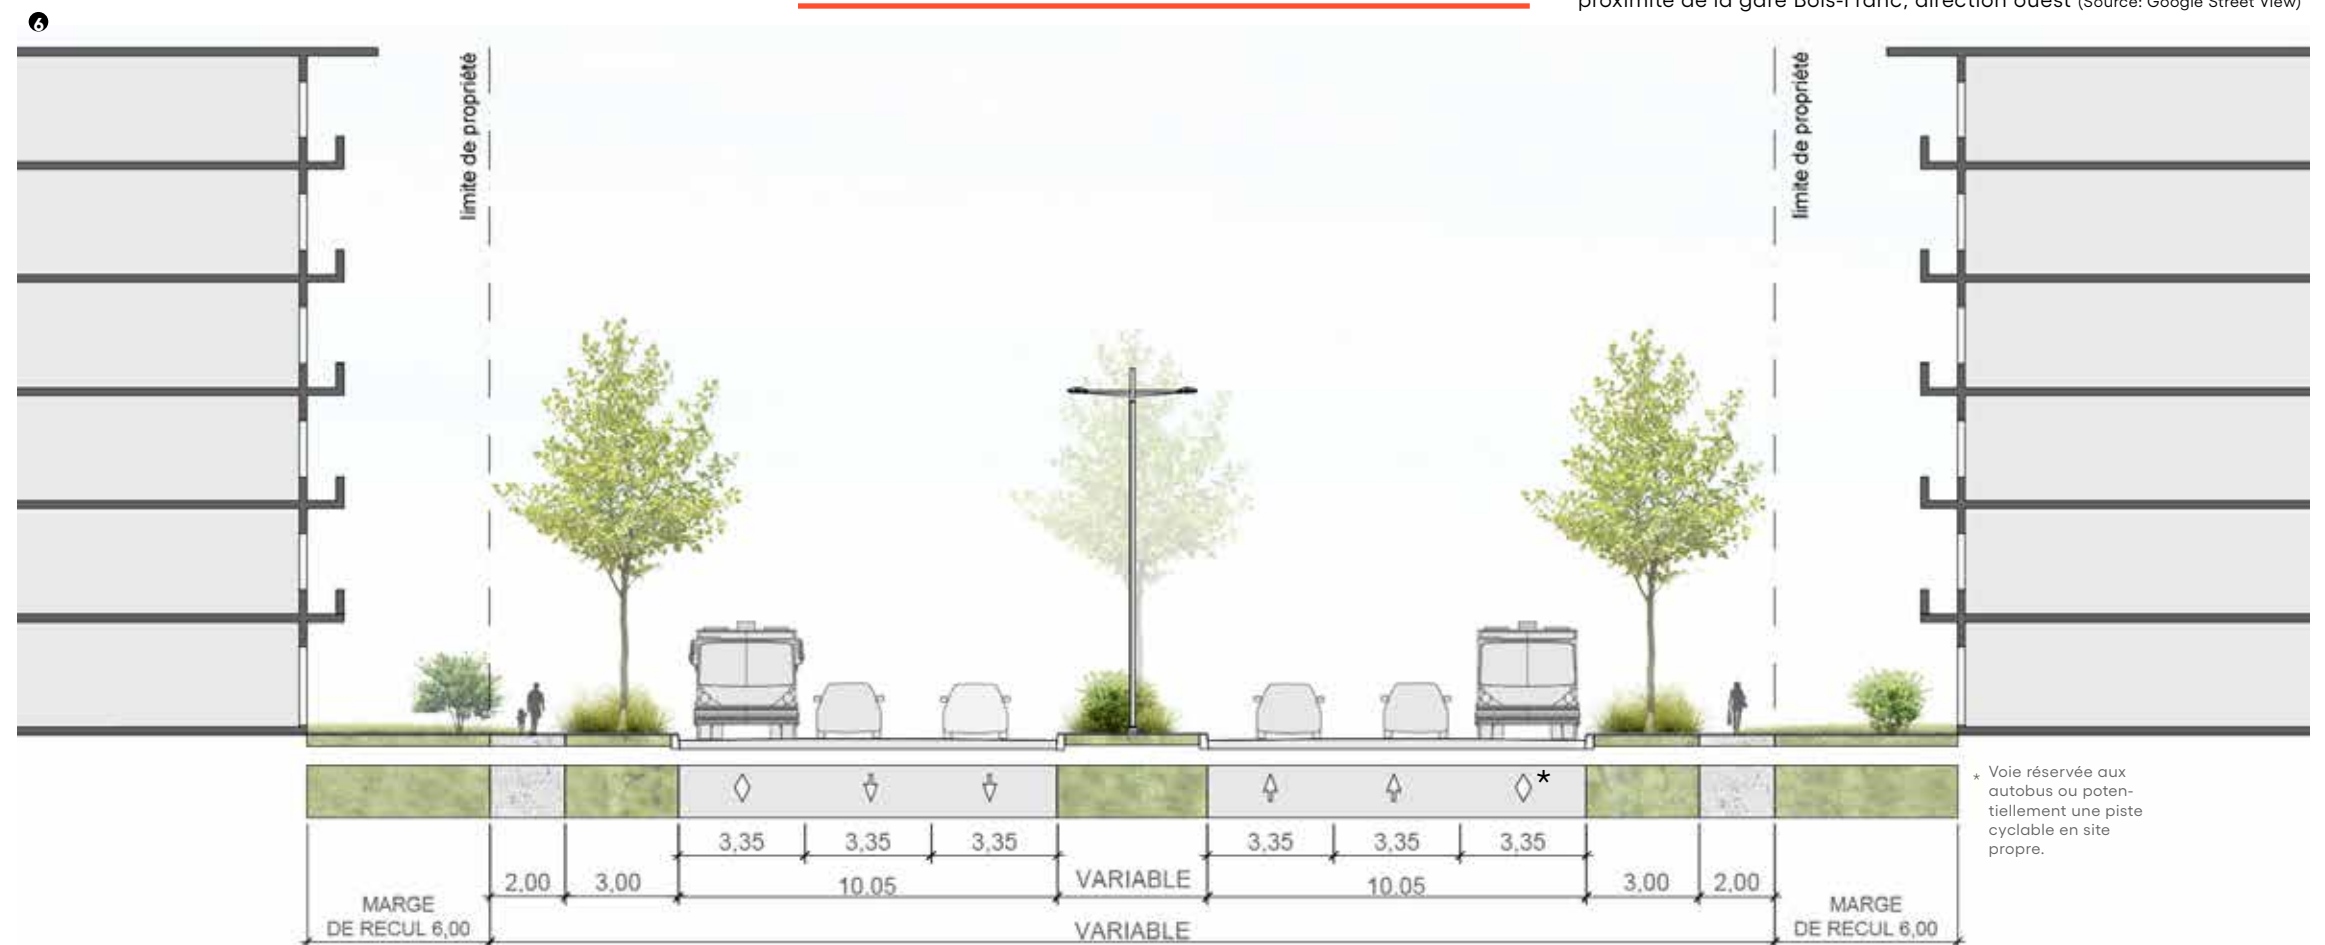 proximité de la gare Bois-Franc, direction ouest (Source: Google Street View)
6
limite de propriété
limite de propriété
*
* Voie réservée aux
autobus ou poten-
tiellement une piste
cyclable en site
propre.
3,35 3,35 3,35 3,35 3,35 3,35
2,00 3,00 10.05 VARIABLE 10.05 3,00 2,00
MARGE
DE RECUL 6,00
VARIABLE
MARGE
DE RECUL 6,00